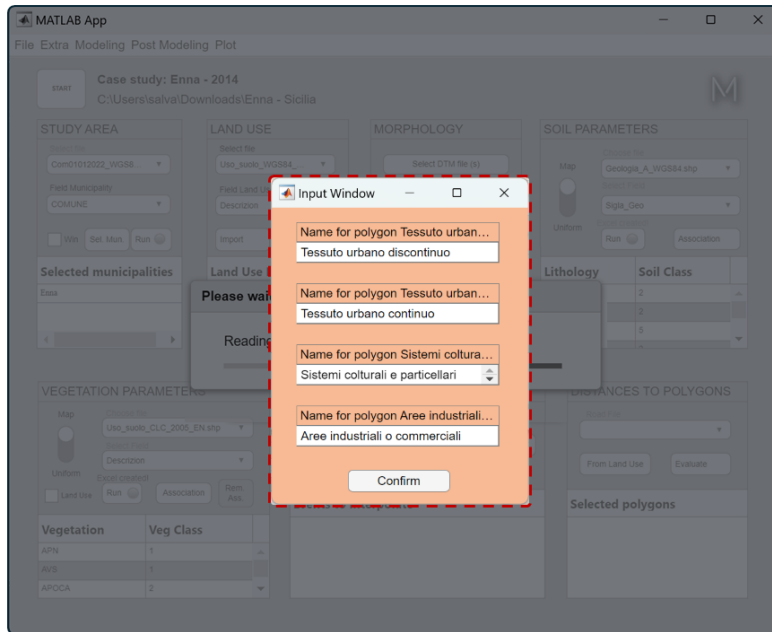 MATLAB App
File Extra Modeling Post Modeling Plot
START
Case study: Enna - 2014
C:\Users\salva\Downloads\Enna - Sicilia
M
STUDY AREA
LAND USE
MORPHOLOGY
SOIL PARAMETERS
Select file
Com01012022_WGS8...
Field Municipality
COMUNE
Win
Sel. Mun.
Run
Selected municipalities
Enna
Select file
Uso_suolo_WGS84_...
Field Land Us
Descrizion
Import
Land Use
Select DTM file (s)
Map
Uniform
Geologia_A_WGS84.shp
Sigla_Geo
Run
Association
Lithology
Soil Class
2
2
5
Please wai
Reading
Input Window
Name for polygon Tessuto urban...
Tessuto urbano discontinuo
Name for polygon Tessuto urban...
Tessuto urbano continuo
Name for polygon Sistemi coltura...
Sistemi colturali e particellari
Name for polygon Aree industriali...
Aree industriali o commerciali
Confirm
VEGETATION PARAMETERS
Map
Uniform
Uso_suolo_CLC_2005_EN.shp
Descrizion
Land Use
Run
Association
Rem. Ass.
Vegetation
Veg Class
APN
1
AVS
1
APOCA
2
DISTANCES TO POLYGONS
From Land Use
Evaluate
Selected polygons